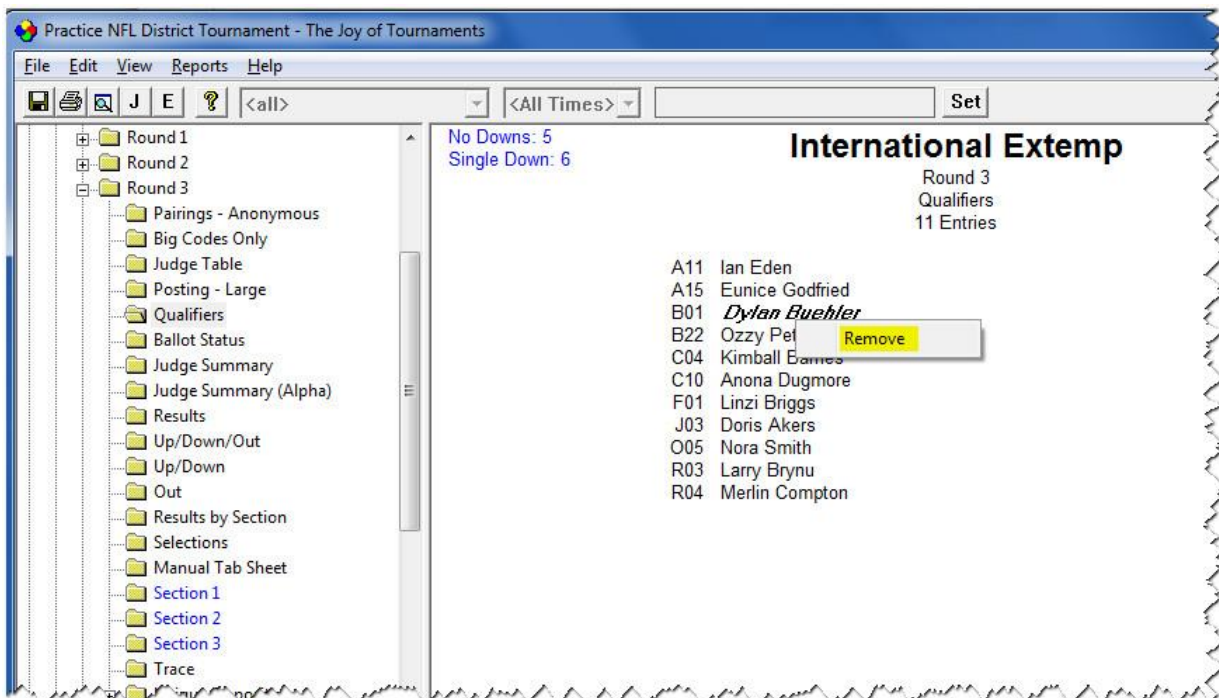 Practice NFL District Tournament - The Joy of Tournaments
File Edit View Reports Help
J E ? <all> <All Times> Set
Round 1
Round 2
Round 3
Pairings - Anonymous
Big Codes Only
Judge Table
Posting - Large
Qualifiers
Ballot Status
Judge Summary
Judge Summary (Alpha)
Results
Up/Down/Out
Up/Down
Out
Results by Section
Selections
Manual Tab Sheet
Section 1
Section 2
Section 3
Trace
No Downs: 5
Single Down: 6
International Extemp
Round 3
Qualifiers
11 Entries
A11 Ian Eden
A15 Eunice Godfried
B01 Dylan Buehler
B22 Ozzy
Remove
C04 Kimball
C10 Anona Dugmore
F01 Linzi Briggs
J03 Doris Akers
O05 Nora Smith
R03 Larry Brynu
R04 Merlin Compton